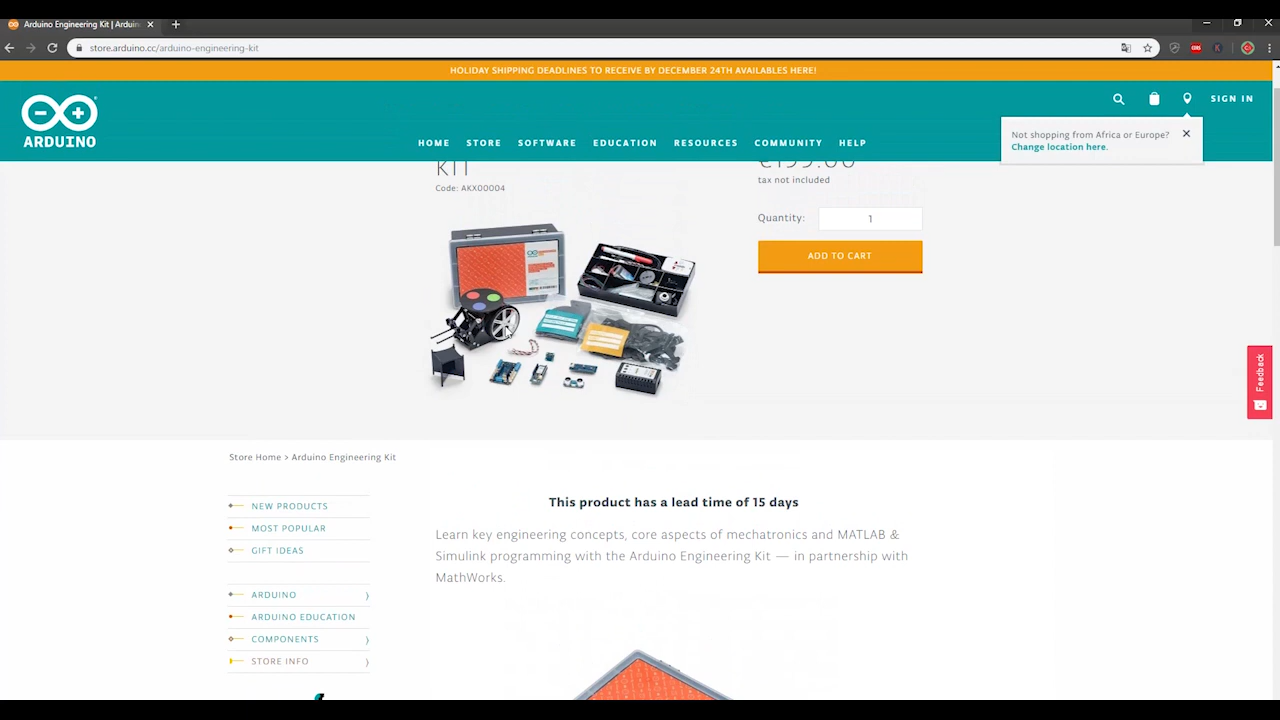 Arduino Engineering Kit | Arduin
store.arduino.cc/arduino-engineering-kit
HOLIDAY SHIPPING DEADLINES TO RECEIVE BY DECEMBER 24TH AVAILABLES HERE!
SIGN IN
ARDUINO
HOME STORE SOFTWARE EDUCATION RESOURCES COMMUNITY HELP
Not shopping from Africa or Europe?
Change location here.
KIT
Code: AKX00004
tax not included
Quantity: 1
ADD TO CART
Feedback
Store Home > Arduino Engineering Kit
NEW PRODUCTS
MOST POPULAR
GIFT IDEAS
ARDUINO
ARDUINO EDUCATION
COMPONENTS
STORE INFO
This product has a lead time of 15 days
Learn key engineering concepts, core aspects of mechatronics and MATLAB &
Simulink programming with the Arduino Engineering Kit — in partnership with
MathWorks.